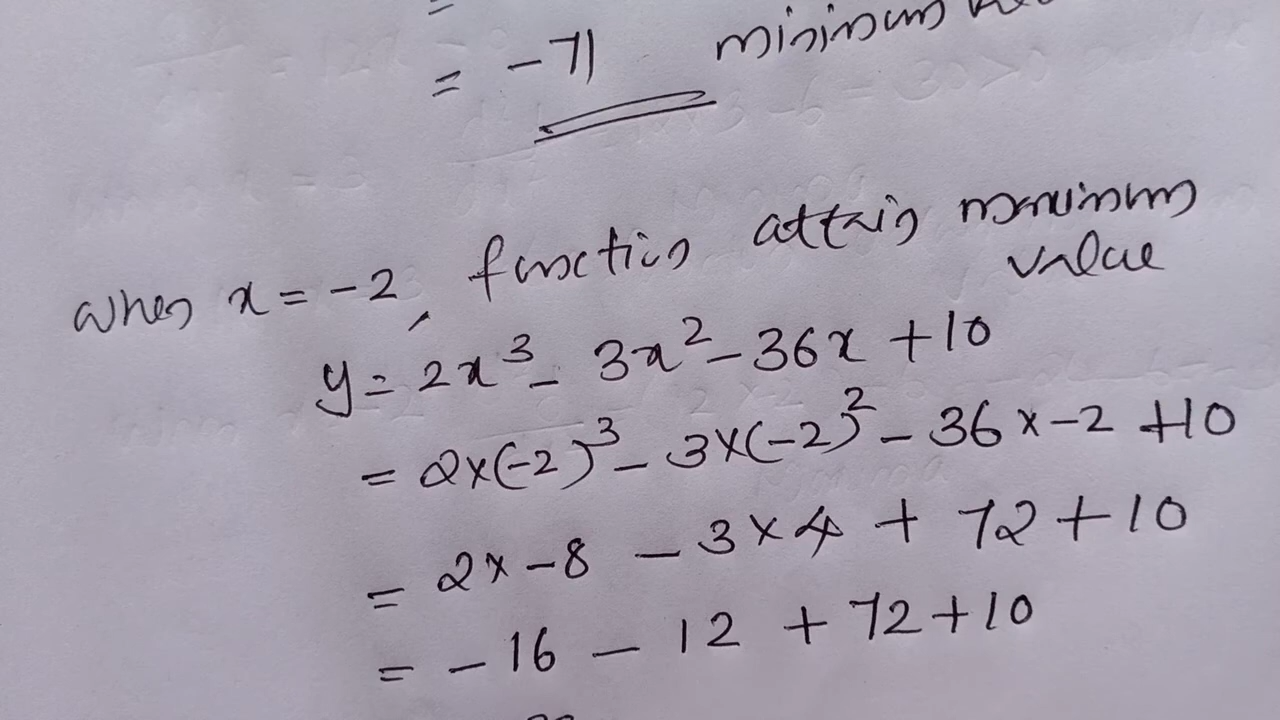 =
= -71 minimum
when x = -2, function attain maximum
value
y = 2x³ - 3x² - 36x + 10
= 2×(-2)³ - 3×(-2)² - 36×-2 +10
= 2×-8 - 3×4 + 72 + 10
= -16 - 12 + 72 + 10